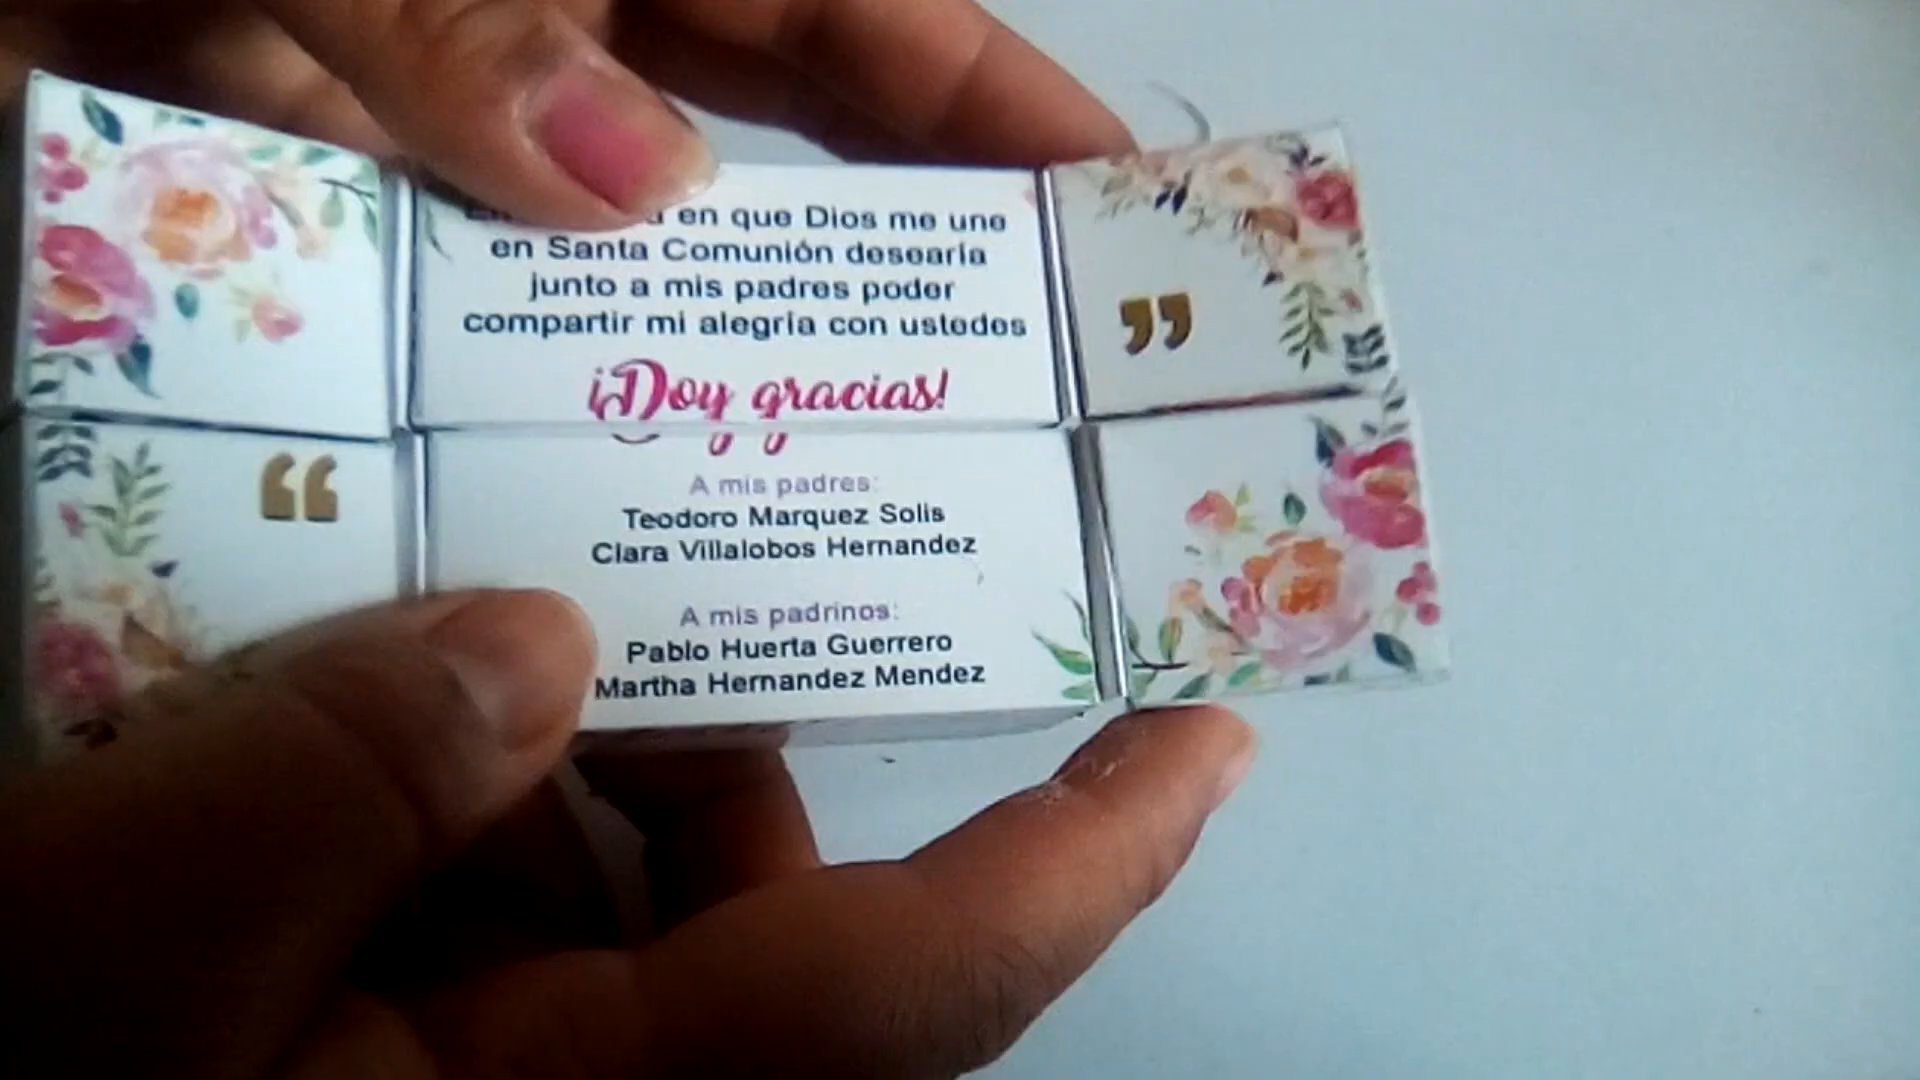 en que Dios me une
en Santa Comunión desearía
junto a mis padres poder
compartir mi alegría con ustedes
¡Doy gracias!
”
“
A mis padres:
Teodoro Marquez Solis
Clara Villalobos Hernandez
A mis padrinos:
Pablo Huerta Guerrero
Martha Hernandez Mendez